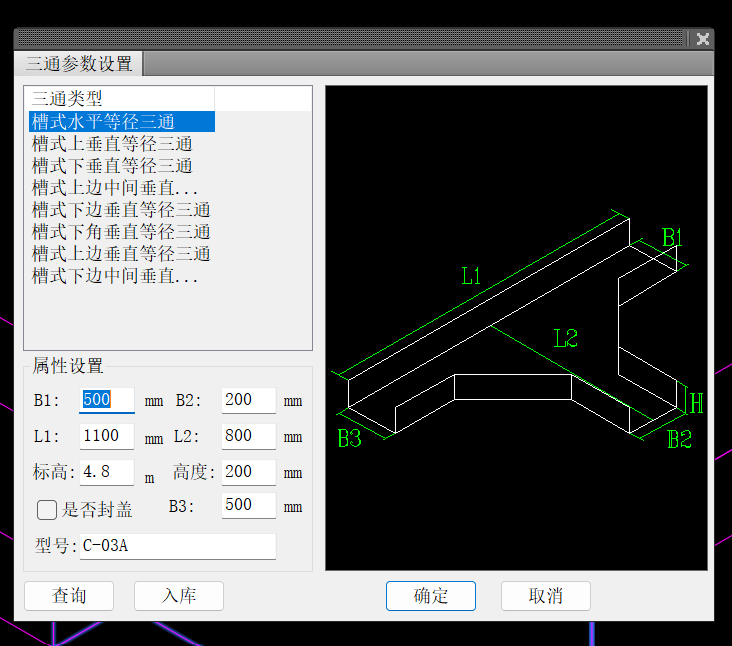 三通参数设置
三通类型
槽式水平等径三通
槽式上垂直等径三通
槽式下垂直等径三通
槽式上边中间垂直...
槽式下边垂直等径三通
槽式下角垂直等径三通
槽式上边垂直等径三通
槽式下边中间垂直...
属性设置
B1: 500 mm B2: 200 mm
L1: 1100 mm L2: 800 mm
标高: 4.8 m 高度: 200 mm
是否封盖 B3: 500 mm
型号: C-03A
查询 入库 确定 取消
B1
L1
L2
H
B3
B2